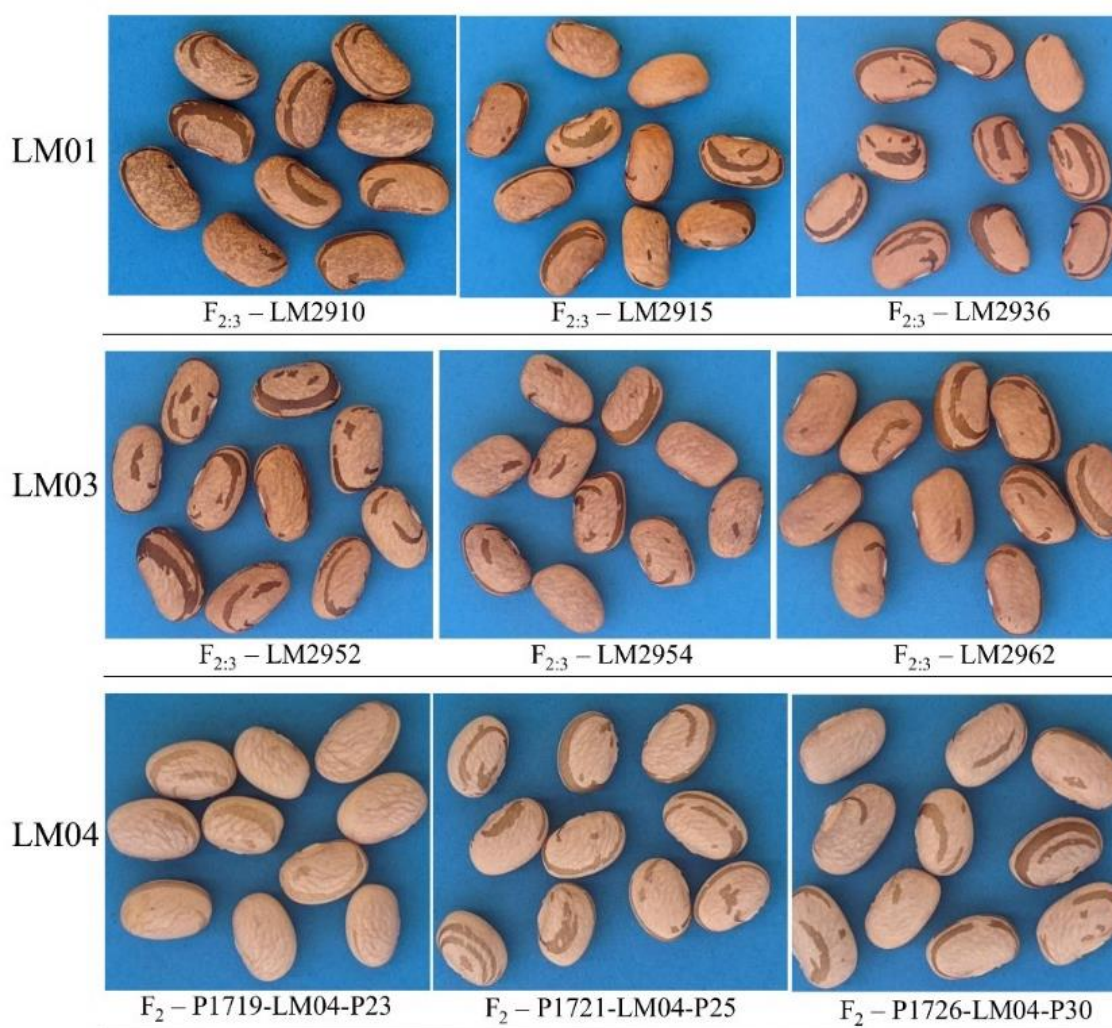 LM01
F₂:₃ – LM2910
F₂:₃ – LM2915
F₂:₃ – LM2936
LM03
F₂:₃ – LM2952
F₂:₃ – LM2954
F₂:₃ – LM2962
LM04
F₂ – P1719-LM04-P23
F₂ – P1721-LM04-P25
F₂ – P1726-LM04-P30